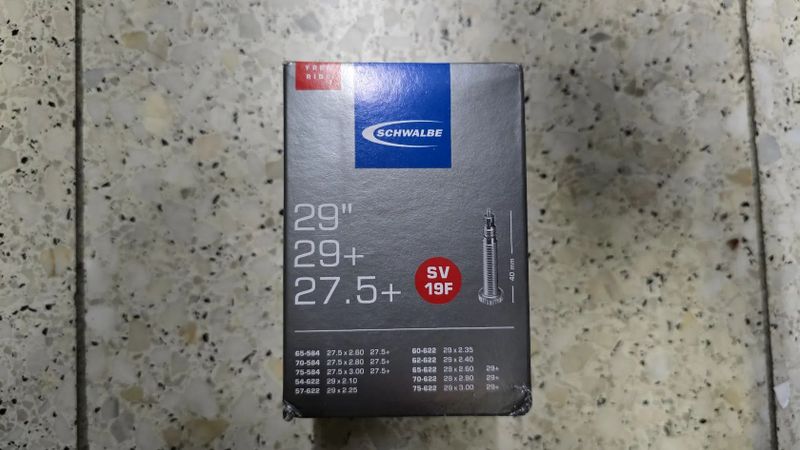 SCHWALBE
29"
29+
27.5+
SV
19F
40 mm
65-584 27.5 x 2.60 27.5+
70-584 27.5 x 2.80 27.5+
75-584 27.5 x 3.00 27.5+
54-622 29 x 2.10
57-622 29 x 2.25
60-622 29 x 2.35
62-622 29 x 2.40
65-622 29 x 2.60 29+
70-622 29 x 2.80 29+
75-622 29 x 3.00 29+